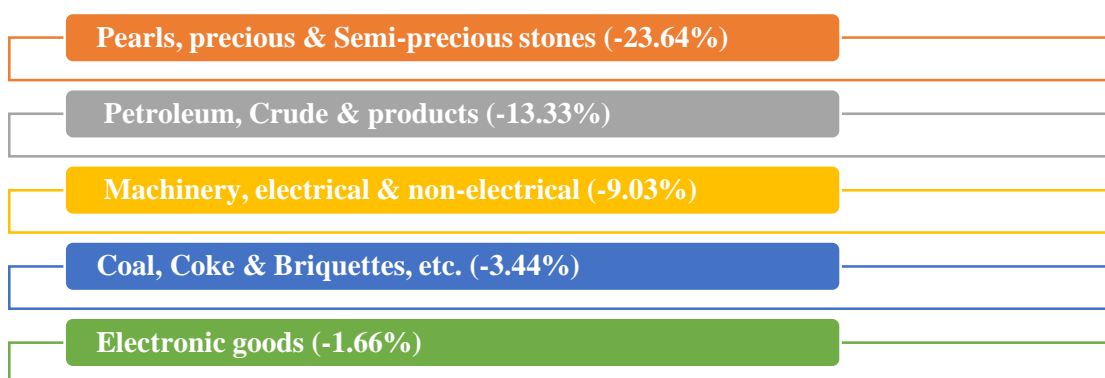 Pearls, precious & Semi-precious stones (-23.64%)
Petroleum, Crude & products (-13.33%)
Machinery, electrical & non-electrical (-9.03%)
Coal, Coke & Briquettes, etc. (-3.44%)
Electronic goods (-1.66%)